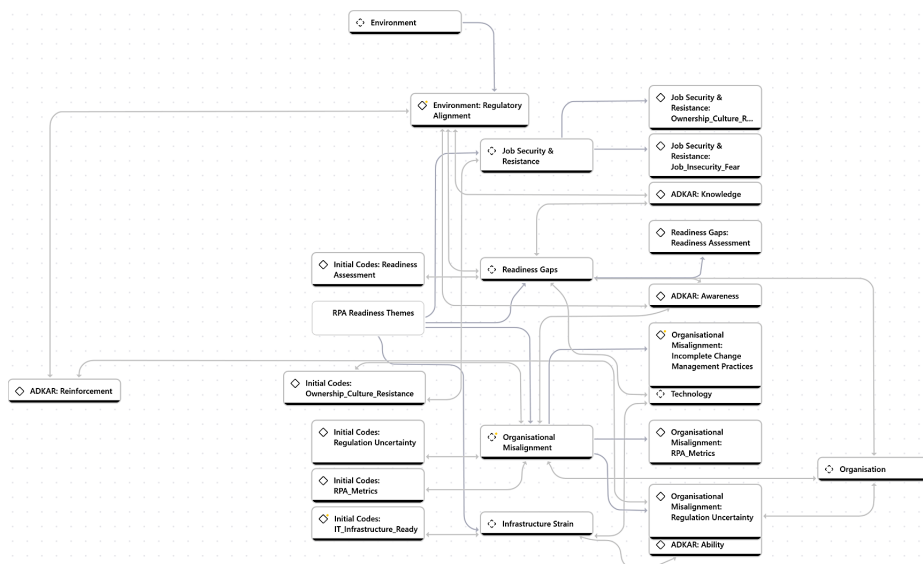 Environment
Environment: Regulatory
Alignment
Job Security &
Resistance:
Ownership_Culture_R...
Job Security &
Resistance
Job Security &
Resistance:
Job_Insecurity_Fear
ADKAR: Knowledge
Readiness Gaps:
Readiness Assessment
Initial Codes: Readiness
Assessment
Readiness Gaps
ADKAR: Awareness
RPA Readiness Themes
Organisational
Misalignment:
Incomplete Change
Management Practices
Technology
ADKAR: Reinforcement
Initial Codes:
Ownership_Culture_Resistance
Initial Codes:
Regulation Uncertainty
Organisational
Misalignment
Organisational
Misalignment:
RPA_Metrics
Organisation
Initial Codes:
RPA_Metrics
Organisational
Misalignment:
Regulation Uncertainty
Initial Codes:
IT_Infrastructure_Ready
Infrastructure Strain
ADKAR: Ability